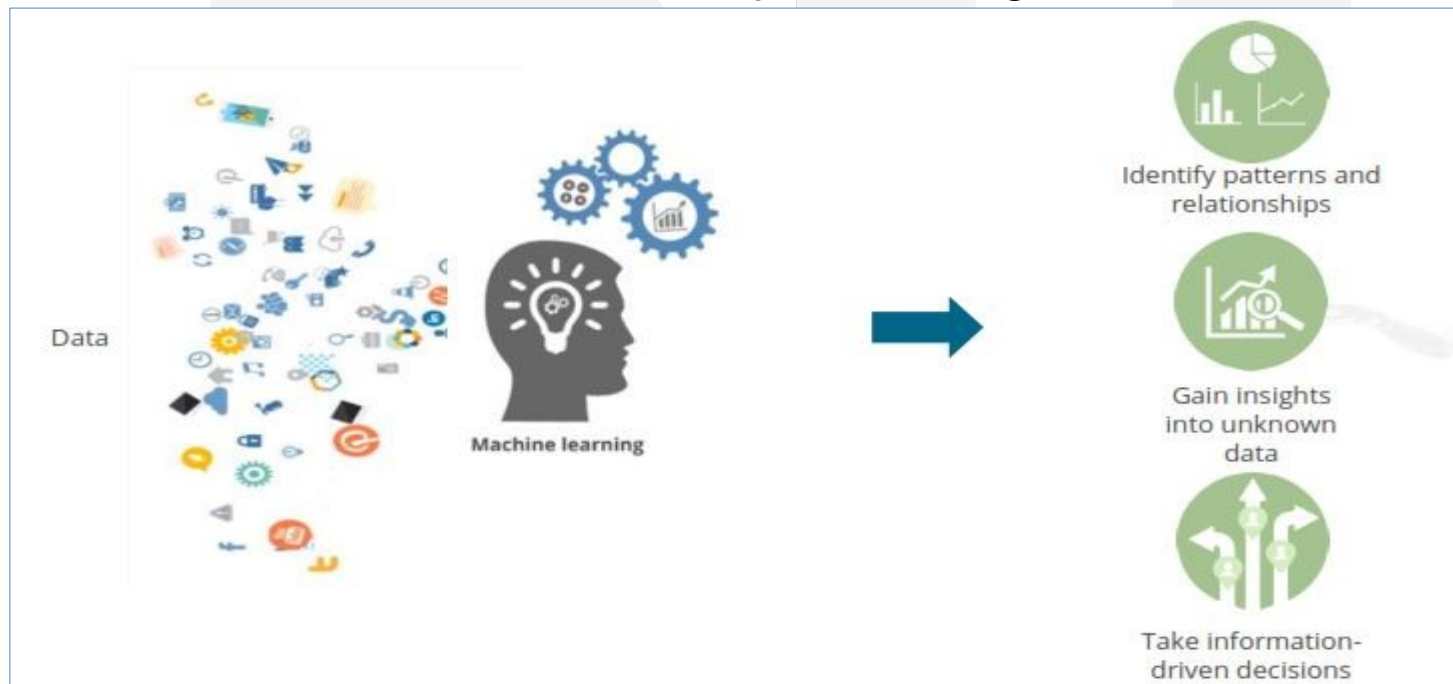 Data
Machine learning
Identify patterns and
relationships
Gain insights
into unknown
data
Take information-
driven decisions